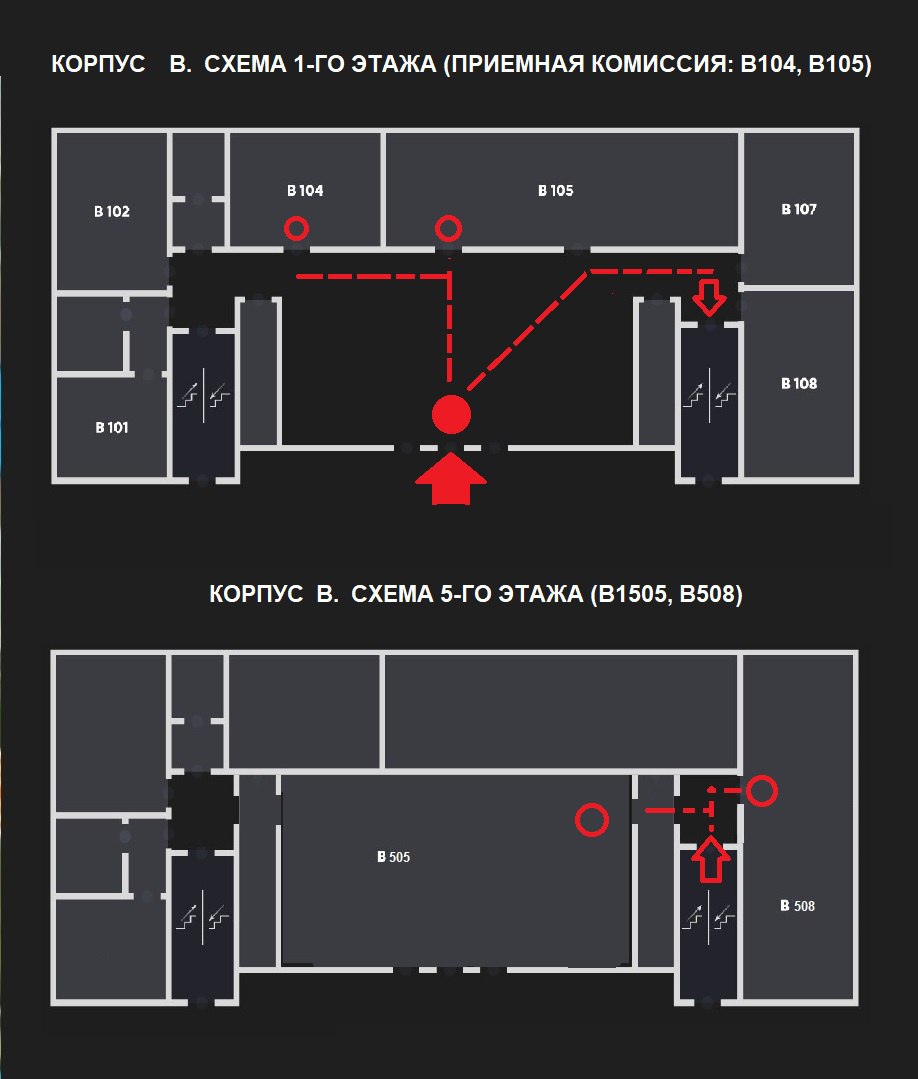 КОРПУС В. СХЕМА 1-ГО ЭТАЖА (ПРИЕМНАЯ КОМИССИЯ: В104, В105)
В 102
В 104
В 105
В 107
В 101
В 108
КОРПУС В. СХЕМА 5-ГО ЭТАЖА (В1505, В508)
В 505
В 508